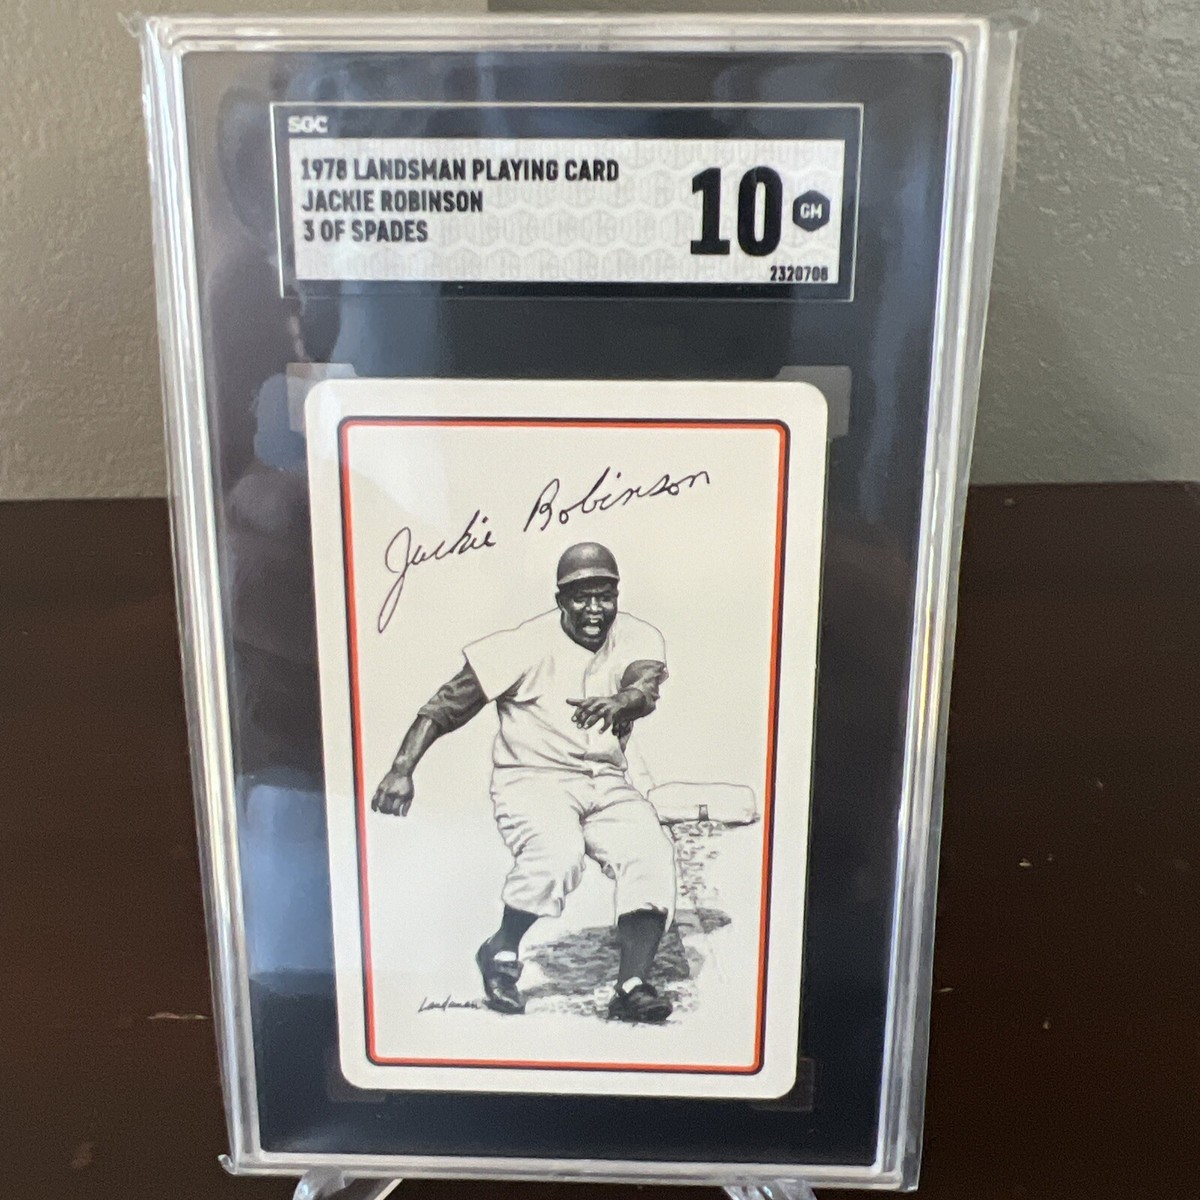 SGC
1978 LANDSMAN PLAYING CARD
JACKIE ROBINSON
3 OF SPADES
10 GM
2320708
Jackie Robinson
Landsman